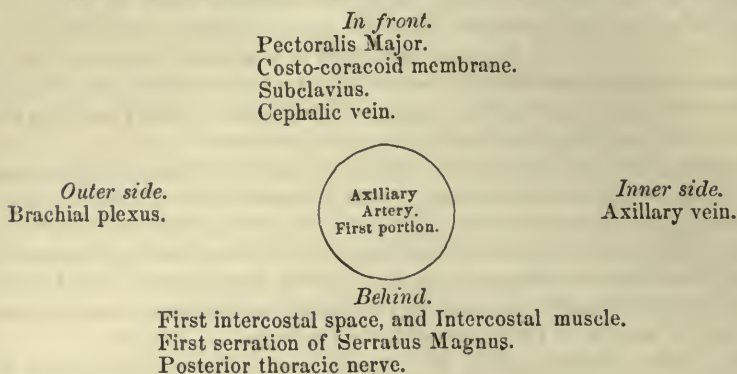 In front.
Pectoralis Major.
Costo-coracoid membrane.
Subclavius.
Cephalic vein.
Outer side.
Brachial plexus.
Axillary
Artery.
First portion.
Inner side.
Axillary vein.
Behind.
First intercostal space, and Intercostal muscle.
First serration of Serratus Magnus.
Posterior thoracic nerve.